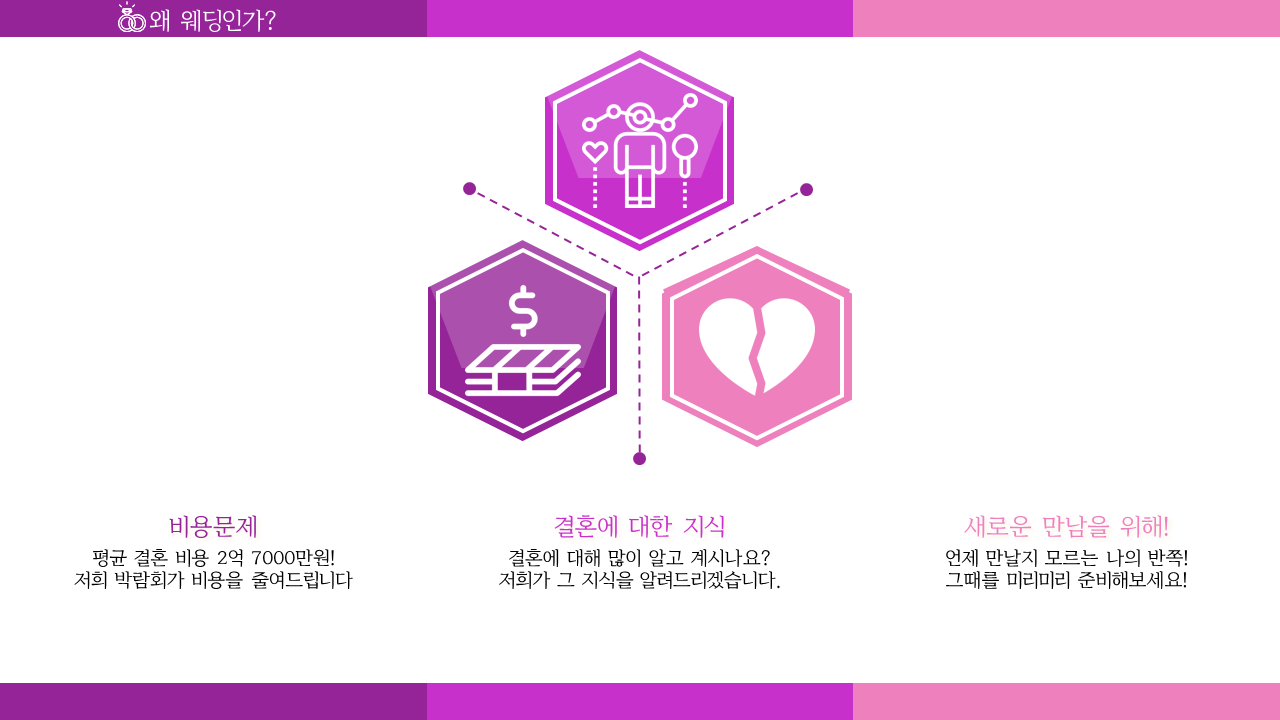 왜 웨딩인가?
비용문제
평균 결혼 비용 2억 7000만원!
저희 박람회가 비용을 줄여드립니다
결혼에 대한 지식
결혼에 대해 많이 알고 계시나요?
저희가 그 지식을 알려드리겠습니다.
새로운 만남을 위해!
언제 만날지 모르는 나의 반쪽!
그때를 미리미리 준비해보세요!